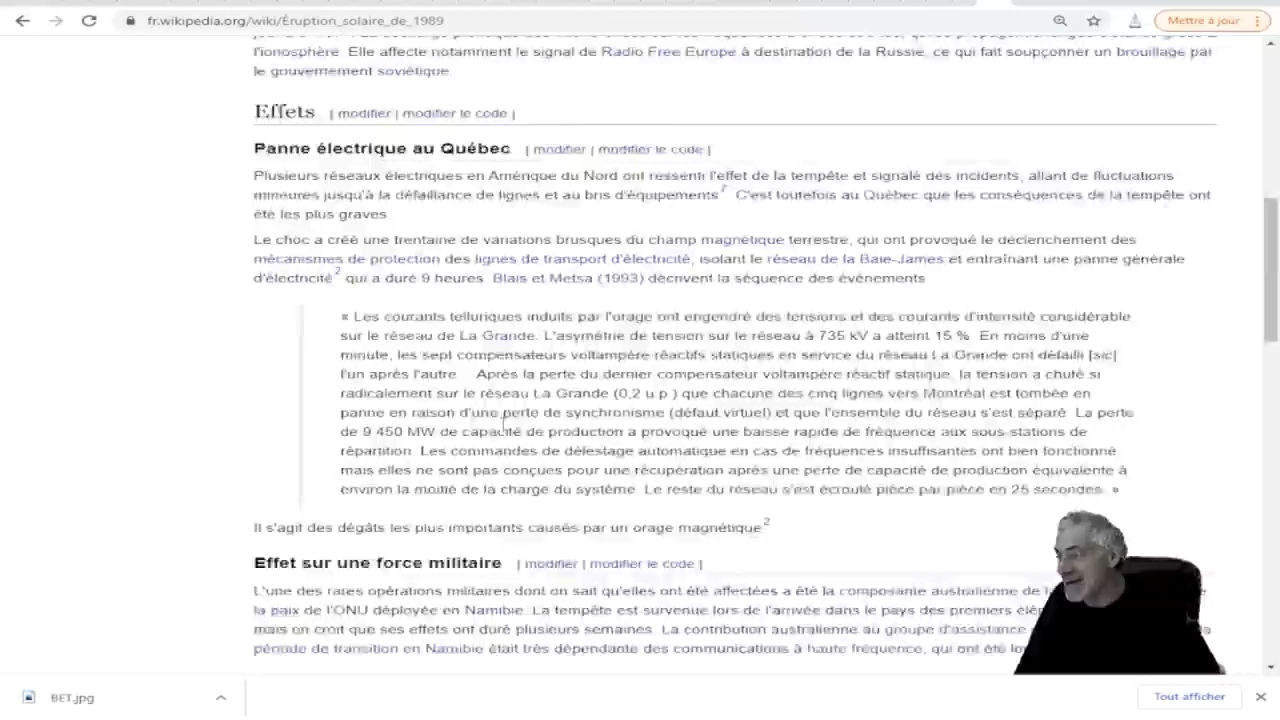 fr.wikipedia.org/wiki/Éruption_solaire_de_1989
Mettre à jour
l'ionosphère. Elle affecte notamment le signal de Radio Free Europe à destination de la Russie, ce qui fait soupçonner un brouillage par
le gouvernement soviétique.
Effets [ modifier | modifier le code ]
Panne électrique au Québec [ modifier | modifier le code ]
Plusieurs réseaux électriques en Amérique du Nord ont ressenti l'effet de la tempête et signalé des incidents, allant de fluctuations
mineures jusqu'à la défaillance de lignes et au bris d'équipements C'est toutefois au Québec que les conséquences de la tempête ont
été les plus graves
Le choc a créé une trentaine de variations brusques du champ magnétique terrestre, qui ont provoqué le déclenchement des
mécanismes de protection des lignes de transport d'électricité, isolant le réseau de la Baie-James et entraînant une panne générale
d'électricité2 qui a duré 9 heures. Blais et Metsa (1993) décrivent la séquence des événements
« Les courants telluriques induits par l'orage ont engendré des tensions et des courants d'intensité considérable
sur le réseau de La Grande. L'asymétrie de tension sur le réseau à 735 kV a atteint 15 %. En moins d'une
minute, les sept compensateurs voltampère réactifs statiques en service du réseau La Grande ont défailli [sic]
l'un après l'autre Après la perte du dernier compensateur voltampère réactif statique, la tension a chuté si
radicalement sur le réseau La Grande (0,2 u p ) que chacune des cinq lignes vers Montréal est tombée en
panne en raison d'une perte de synchronisme (défaut virtuel) et que l'ensemble du réseau s'est séparé. La perte
de 9 450 MW de capacité de production a provoqué une baisse rapide de fréquence aux sous-stations de
répartition. Les commandes de délestage automatique en cas de fréquences insuffisantes ont bien fonctionné
mais elles ne sont pas conçues pour une récupération après une perte de capacité de production équivalente à
environ la moitié de la charge du système. Le reste du réseau s'est écroulé pièce par pièce en 25 secondes. »
Il s'agit des dégâts les plus importants causés par un orage magnétique2
Effet sur une force militaire [ modifier | modifier le code ]
L'une des rares opérations militaires dont on sait qu'elles ont été affectées a été la composante australienne de
la paix de l'ONU déployée en Namibie. La tempête est survenue lors de l'arrivée dans le pays des premiers
mais on croit que ses effets ont duré plusieurs semaines. La contribution australienne au groupe d'assistance
période de transition en Namibie était très dépendante des communications à haute fréquence, qui ont été
BET.jpg
Tout afficher